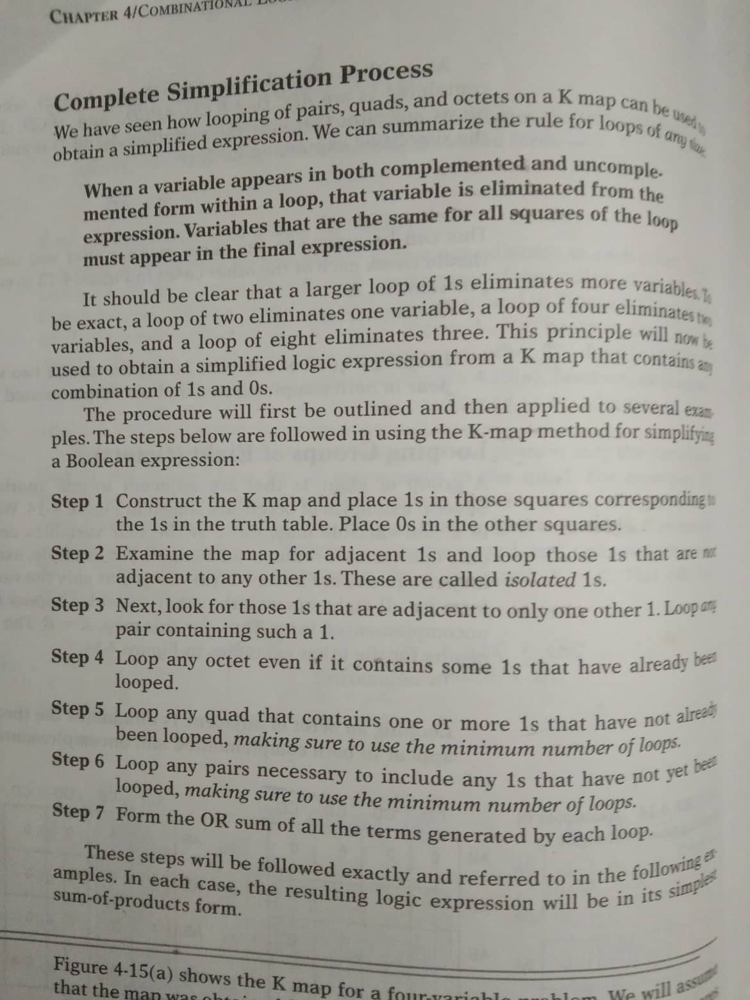 CHAPTER 4/COMBINATIONAL
Complete Simplification Process
We have seen how looping of pairs, quads, and octets on a K map can be used to
obtain a simplified expression. We can summarize the rule for loops of any size:
When a variable appears in both complemented and uncomple-
mented form within a loop, that variable is eliminated from the
expression. Variables that are the same for all squares of the loop
must appear in the final expression.
It should be clear that a larger loop of 1s eliminates more variables. To
be exact, a loop of two eliminates one variable, a loop of four eliminates two
variables, and a loop of eight eliminates three. This principle will now be
used to obtain a simplified logic expression from a K map that contains any
combination of 1s and 0s.
The procedure will first be outlined and then applied to several exam-
ples. The steps below are followed in using the K-map method for simplifying
a Boolean expression:
Step 1 Construct the K map and place 1s in those squares corresponding to
the 1s in the truth table. Place 0s in the other squares.
Step 2 Examine the map for adjacent 1s and loop those 1s that are not
adjacent to any other 1s. These are called isolated 1s.
Step 3 Next, look for those 1s that are adjacent to only one other 1. Loop any
pair containing such a 1.
Step 4 Loop any octet even if it contains some 1s that have already been
looped.
Step 5 Loop any quad that contains one or more 1s that have not already
been looped, making sure to use the minimum number of loops.
Step 6 Loop any pairs necessary to include any 1s that have not yet been
looped, making sure to use the minimum number of loops.
Step 7 Form the OR sum of all the terms generated by each loop.
These steps will be followed exactly and referred to in the following ex-
amples. In each case, the resulting logic expression will be in its simplest
sum-of-products form.
Figure 4-15(a) shows the K map for a four-variable problem. We will assume
that the map was